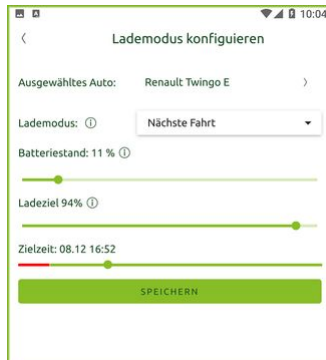 10:04
Lademodus konfiguieren
Ausgewähltes Auto: Renault Twingo E
Lademodus: Nächste Fahrt
Batteriestand: 11 %
Ladeziel 94%
Zielzeit: 08.12 16:52
SPEICHERN